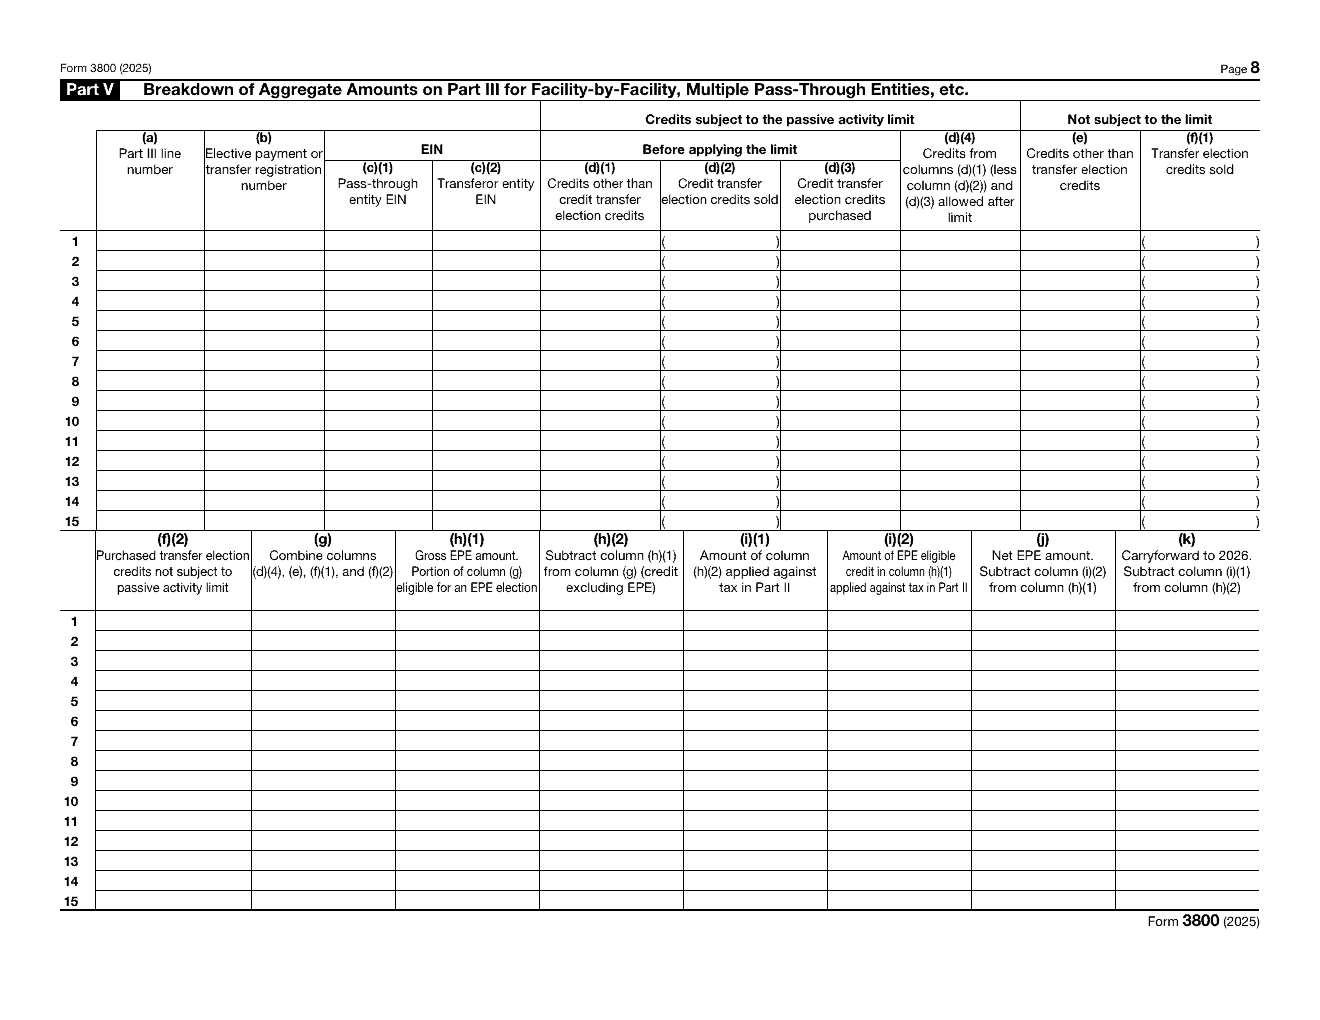 Form 3800 (2025)
Page 8
Part V Breakdown of Aggregate Amounts on Part III for Facility-by-Facility, Multiple Pass-Through Entities, etc.
Credits subject to the passive activity limit
Not subject to the limit
(a)
Part III line
number
(b)
Elective payment or
transfer registration
number
EIN
(c)(1)
Pass-through
entity EIN
(c)(2)
Transferor entity
EIN
Before applying the limit
(d)(1)
Credits other than
credit transfer
election credits
(d)(2)
Credit transfer
election credits sold
(d)(3)
Credit transfer
election credits
purchased
(d)(4)
Credits from
columns (d)(1) (less
column (d)(2)) and
(d)(3) allowed after
limit
(e)
Credits other than
transfer election
credits
(f)(1)
Transfer election
credits sold
1 ( ) ( )
2 ( ) ( )
3 ( ) ( )
4 ( ) ( )
5 ( ) ( )
6 ( ) ( )
7 ( ) ( )
8 ( ) ( )
9 ( ) ( )
10 ( ) ( )
11 ( ) ( )
12 ( ) ( )
13 ( ) ( )
14 ( ) ( )
15 ( ) ( )
(f)(2)
Purchased transfer election
credits not subject to
passive activity limit
(g)
Combine columns
(d)(4), (e), (f)(1), and (f)(2)
(h)(1)
Gross EPE amount.
Portion of column (g)
eligible for an EPE election
(h)(2)
Subtract column (h)(1)
from column (g) (credit
excluding EPE)
(i)(1)
Amount of column
(h)(2) applied against
tax in Part II
(i)(2)
Amount of EPE eligible
credit in column (h)(1)
applied against tax in Part II
(j)
Net EPE amount.
Subtract column (i)(2)
from column (h)(1)
(k)
Carryforward to 2026.
Subtract column (i)(1)
from column (h)(2)
1
2
3
4
5
6
7
8
9
10
11
12
13
14
15
Form 3800 (2025)